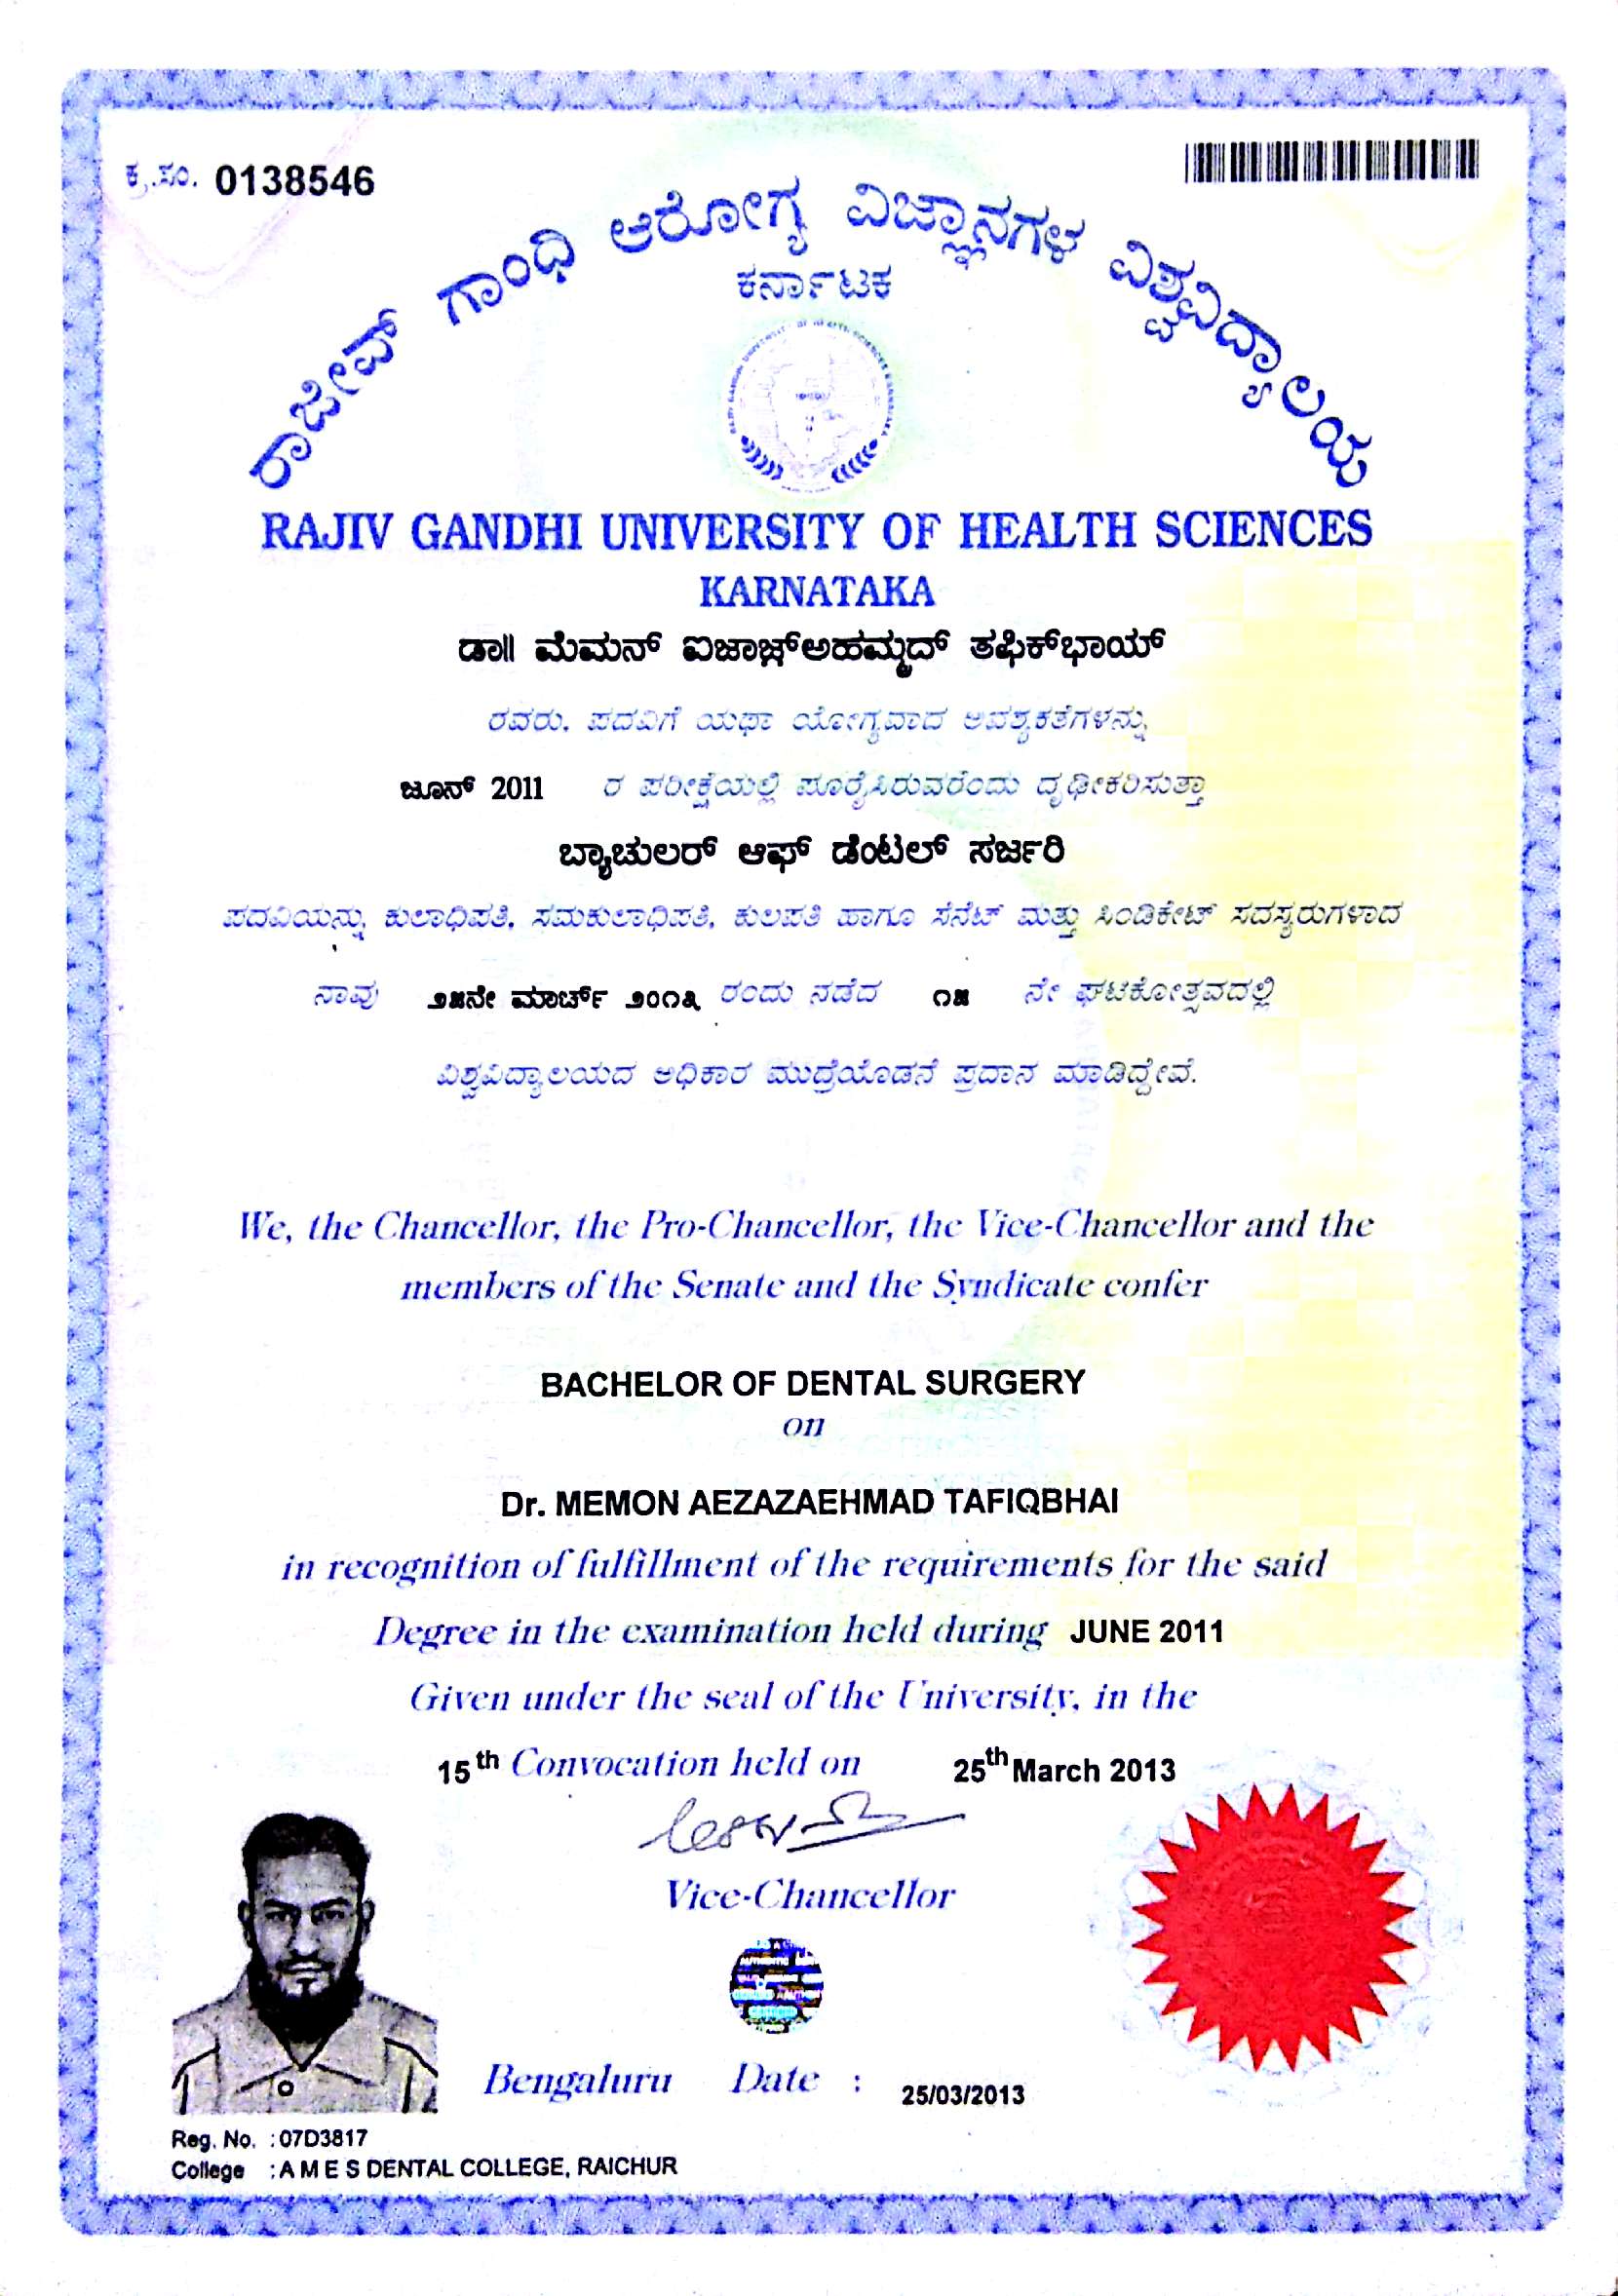 ಕ್ರ.ಸಂ. 0138546
ರಾಜೀವ್ ಗಾಂಧಿ ಆರೋಗ್ಯ ವಿಜ್ಞಾನಗಳ ವಿಶ್ವವಿದ್ಯಾಲಯ
ಕರ್ನಾಟಕ
RAJIV GANDHI UNIVERSITY OF HEALTH SCIENCES
KARNATAKA
ಡಾ|| ಮೆಮನ್ ಐಜಾಜ್‌ಅಹಮ್ಮದ್ ತಫಿಕ್‌ಭಾಯ್
ರವರು, ಪದವಿಗೆ ಯಥಾ ಯೋಗ್ಯವಾದ ಅವಶ್ಯಕತೆಗಳನ್ನು
ಜೂನ್ 2011 ರ ಪರೀಕ್ಷೆಯಲ್ಲಿ ಪೂರೈಸಿರುವರೆಂದು ದೃಢೀಕರಿಸುತ್ತಾ
ಬ್ಯಾಚುಲರ್ ಆಫ್ ಡೆಂಟಲ್ ಸರ್ಜರಿ
ಪದವಿಯನ್ನು ಕುಲಾಧಿಪತಿ, ಸಮಕುಲಾಧಿಪತಿ, ಕುಲಪತಿ ಹಾಗೂ ಸೆನೆಟ್ ಮತ್ತು ಸಿಂಡಿಕೇಟ್ ಸದಸ್ಯರುಗಳಾದ
ನಾವು ೨೫ನೇ ಮಾರ್ಚ್ ೨೦೧೩ ರಂದು ನಡೆದ ೧೫ ನೇ ಘಟಿಕೋತ್ಸವದಲ್ಲಿ
ವಿಶ್ವವಿದ್ಯಾಲಯದ ಅಧಿಕಾರ ಮುದ್ರೆಯೊಡನೆ ಪ್ರದಾನ ಮಾಡಿದ್ದೇವೆ.
We, the Chancellor, the Pro-Chancellor, the Vice-Chancellor and the
members of the Senate and the Syndicate confer
BACHELOR OF DENTAL SURGERY
on
Dr. MEMON AEZAZAEHMAD TAFIQBHAI
in recognition of fulfillment of the requirements for the said
Degree in the examination held during JUNE 2011
Given under the seal of the University, in the
15th Convocation held on 25th March 2013
Vice-Chancellor
Bengaluru Date : 25/03/2013
Reg. No. : 07D3817
College : A M E S DENTAL COLLEGE, RAICHUR